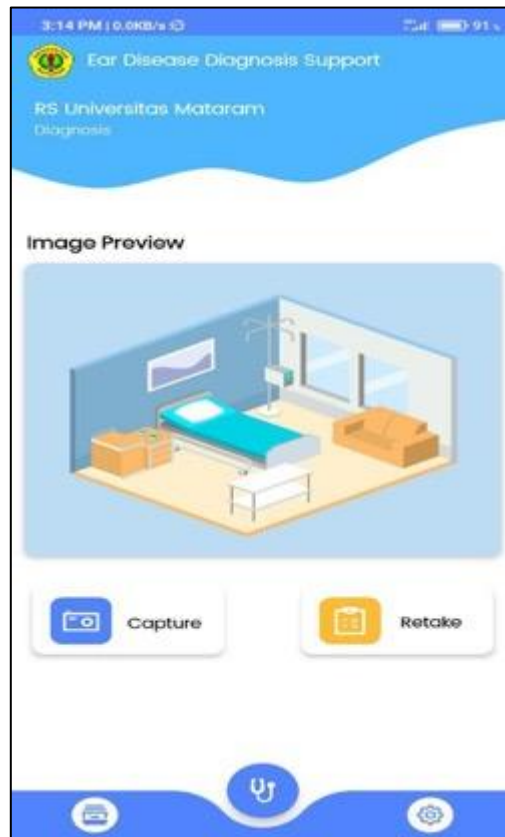 3:14 PM | 0.0KB/s
91
Ear Disease Diagnosis Support
RS Universitas Mataram
Diagnosis
Image Preview
Capture
Retake